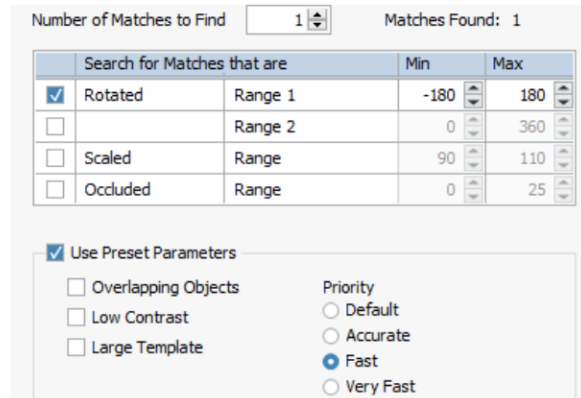 Number of Matches to Find 1 Matches Found: 1
Search for Matches that are Min Max
Rotated Range 1 -180 180
Range 2 0 360
Scaled Range 90 110
Occluded Range 0 25
Use Preset Parameters
Overlapping Objects Priority
Low Contrast Default
Large Template Accurate
Fast
Very Fast